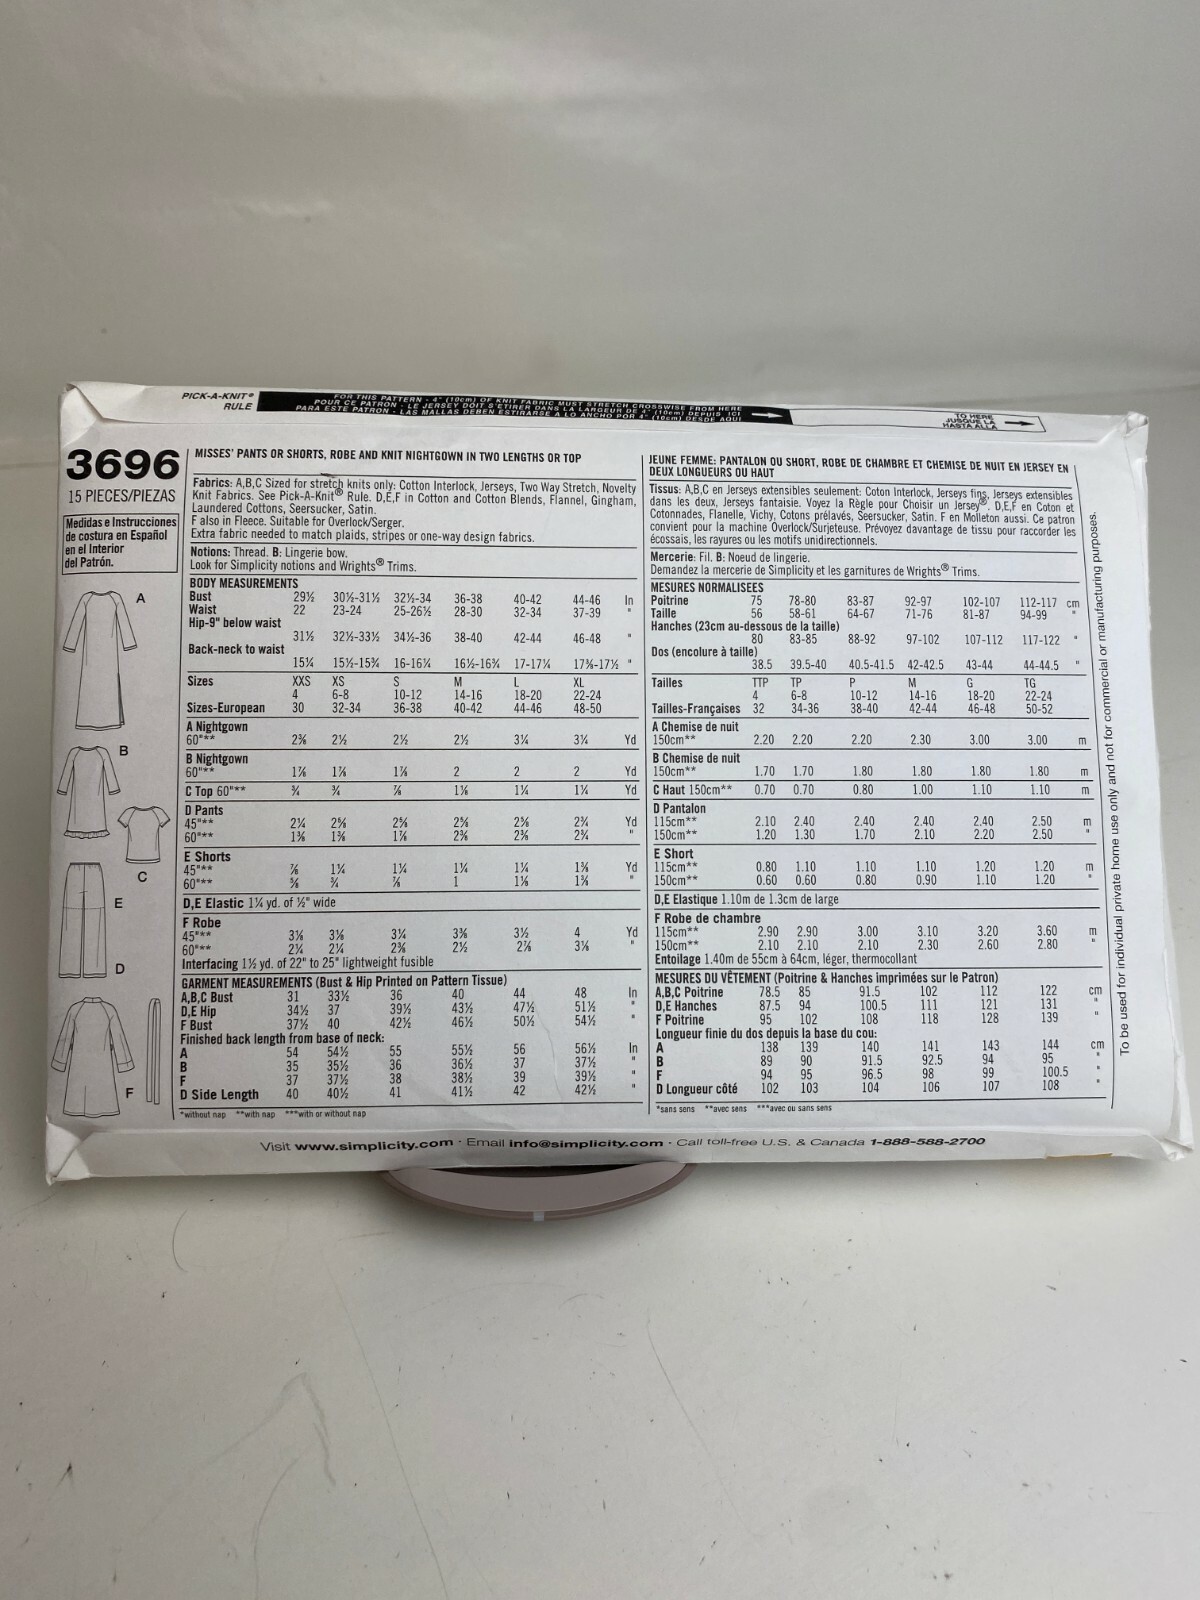 PICK-A-KNIT®
RULE
FOR THIS PATTERN - 4" (10cm) OF KNIT FABRIC MUST STRETCH CROSSWISE FROM HERE
POUR CE PATRON - LE JERSEY DOIT S'ETIRER DANS LA LARGEUR DE 4" (10cm) DEPUIS ICI
PARA ESTE PATRON - LAS MALLAS DEBEN ESTIRARSE A LO ANCHO POR 4" (10cm) DESDE AQUI
TO HERE
JUSQUE LA
HASTA ALLA
3696
15 PIECES/PIEZAS
Medidas e Instrucciones
de costura en Español
en el Interior
del Patrón.
A
B
C
E
D
F
MISSES' PANTS OR SHORTS, ROBE AND KNIT NIGHTGOWN IN TWO LENGTHS OR TOP
Fabrics: A,B,C Sized for stretch knits only: Cotton Interlock, Jerseys, Two Way Stretch, Novelty
Knit Fabrics. See Pick-A-Knit® Rule. D,E,F in Cotton and Cotton Blends, Flannel, Gingham,
Laundered Cottons, Seersucker, Satin.
F also in Fleece. Suitable for Overlock/Serger.
Extra fabric needed to match plaids, stripes or one-way design fabrics.
Notions: Thread. B: Lingerie bow.
Look for Simplicity notions and Wrights® Trims.
BODY MEASUREMENTS
Bust 29½ 30½-31½ 32½-34 36-38 40-42 44-46 In
Waist 22 23-24 25-26½ 28-30 32-34 37-39 "
Hip-9" below waist
31½ 32½-33½ 34½-36 38-40 42-44 46-48 "
Back-neck to waist
15¼ 15½-15¾ 16-16¼ 16½-16¾ 17-17¼ 17⅜-17½ "
Sizes XXS XS S M L XL
4 6-8 10-12 14-16 18-20 22-24
Sizes-European 30 32-34 36-38 40-42 44-46 48-50
A Nightgown
60"** 2⅜ 2½ 2½ 2½ 3¼ 3¼ Yd
B Nightgown
60"** 1⅞ 1⅞ 1⅞ 2 2 2 Yd
C Top 60"** ¾ ¾ ⅞ 1⅛ 1¼ 1¼ Yd
D Pants
45"** 2¼ 2⅝ 2⅝ 2⅝ 2⅝ 2¾ Yd
60"** 1⅜ 1⅜ 1⅞ 2⅜ 2⅜ 2¾ "
E Shorts
45"** ⅞ 1¼ 1¼ 1¼ 1¼ 1⅜ Yd
60"** ⅝ ¾ ⅞ 1 1⅛ 1⅜ "
D,E Elastic 1¼ yd. of ½" wide
F Robe
45"** 3⅛ 3⅛ 3¼ 3⅜ 3½ 4 Yd
60"** 2¼ 2¼ 2⅜ 2½ 2⅞ 3⅛ "
Interfacing 1½ yd. of 22" to 25" lightweight fusible
GARMENT MEASUREMENTS (Bust & Hip Printed on Pattern Tissue)
A,B,C Bust 31 33½ 36 40 44 48 In
D,E Hip 34½ 37 39½ 43½ 47½ 51½ "
F Bust 37½ 40 42½ 46½ 50½ 54½ "
Finished back length from base of neck:
A 54 54½ 55 55½ 56 56½ In
B 35 35½ 36 36½ 37 37½ "
F 37 37½ 38 38½ 39 39½ "
D Side Length 40 40½ 41 41½ 42 42½ "
*without nap **with nap ***with or without nap
JEUNE FEMME: PANTALON OU SHORT, ROBE DE CHAMBRE ET CHEMISE DE NUIT EN JERSEY EN
DEUX LONGUEURS OU HAUT
Tissus: A,B,C en Jerseys extensibles seulement: Coton Interlock, Jerseys fins, Jerseys extensibles
dans les deux, Jerseys fantaisie. Voyez la Règle pour Choisir un Jersey®. D,E,F en Coton et
Cotonnades, Flanelle, Vichy, Cotons prélavés, Seersucker, Satin. F en Molleton aussi. Ce patron
convient pour la machine Overlock/Surjeteuse. Prévoyez davantage de tissu pour raccorder les
écossais, les rayures ou les motifs unidirectionnels.
Mercerie: Fil. B: Noeud de lingerie.
Demandez la mercerie de Simplicity et les garnitures de Wrights® Trims.
MESURES NORMALISEES
Poitrine 75 78-80 83-87 92-97 102-107 112-117 cm
Taille 56 58-61 64-67 71-76 81-87 94-99 "
Hanches (23cm au-dessous de la taille)
80 83-85 88-92 97-102 107-112 117-122 "
Dos (encolure à taille)
38.5 39.5-40 40.5-41.5 42-42.5 43-44 44-44.5 "
Tailles TTP TP P M G TG
4 6-8 10-12 14-16 18-20 22-24
Tailles-Françaises 32 34-36 38-40 42-44 46-48 50-52
A Chemise de nuit
150cm** 2.20 2.20 2.20 2.30 3.00 3.00 m
B Chemise de nuit
150cm** 1.70 1.70 1.80 1.80 1.80 1.80 m
C Haut 150cm** 0.70 0.70 0.80 1.00 1.10 1.10 m
D Pantalon
115cm** 2.10 2.40 2.40 2.40 2.40 2.50 m
150cm** 1.20 1.30 1.70 2.10 2.20 2.50 "
E Short
115cm** 0.80 1.10 1.10 1.10 1.20 1.20 m
150cm** 0.60 0.60 0.80 0.90 1.10 1.20 "
D,E Elastique 1.10m de 1.3cm de large
F Robe de chambre
115cm** 2.90 2.90 3.00 3.10 3.20 3.60 m
150cm** 2.10 2.10 2.10 2.30 2.60 2.80 "
Entoilage 1.40m de 55cm à 64cm, léger, thermocollant
MESURES DU VÊTEMENT (Poitrine & Hanches imprimées sur le Patron)
A,B,C Poitrine 78.5 85 91.5 102 112 122 cm
D,E Hanches 87.5 94 100.5 111 121 131 "
F Poitrine 95 102 108 118 128 139 "
Longueur finie du dos depuis la base du cou:
A 138 139 140 141 143 144 cm
B 89 90 91.5 92.5 94 95 "
F 94 95 96.5 98 99 100.5 "
D Longueur côté 102 103 104 106 107 108 "
*sans sens **avec sens ***avec ou sans sens
To be used for individual private home use only and not for commercial or manufacturing purposes.
Visit www.simplicity.com · Email info@simplicity.com · Call toll-free U.S. & Canada 1-888-588-2700